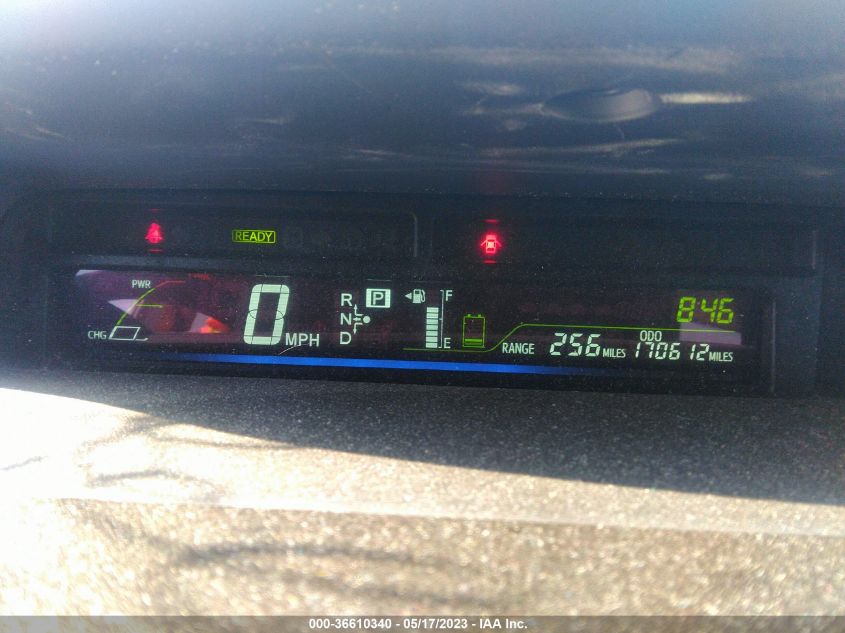 READY
PWR
CHG
0 MPH
R P
N
D
F
E
8:46
RANGE 256 MILES
ODO
170612 MILES
000-36610340 - 05/17/2023 - IAA Inc.